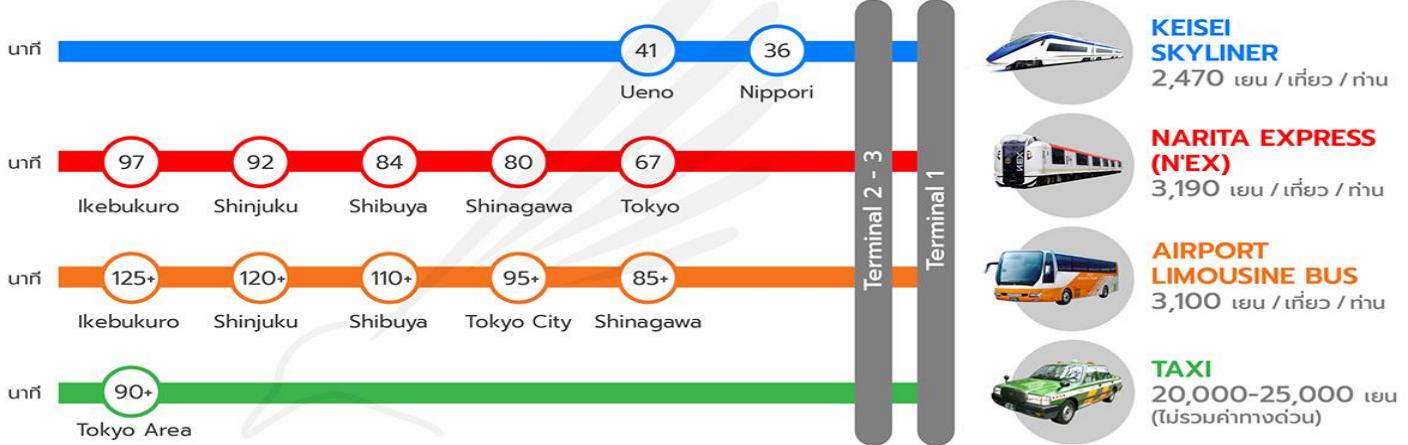 นาที
41
36
Ueno
Nippori
KEISEI
SKYLINER
2,470 เยน / เที่ยว / ท่าน
นาที
97
92
84
80
67
Ikebukuro
Shinjuku
Shibuya
Shinagawa
Tokyo
NARITA EXPRESS
(N'EX)
3,190 เยน / เที่ยว / ท่าน
Terminal 2 - 3
Terminal 1
นาที
125+
120+
110+
95+
85+
Ikebukuro
Shinjuku
Shibuya
Tokyo City
Shinagawa
AIRPORT
LIMOUSINE BUS
3,100 เยน / เที่ยว / ท่าน
นาที
90+
Tokyo Area
TAXI
20,000-25,000 เยน
(ไม่รวมค่าทางด่วน)